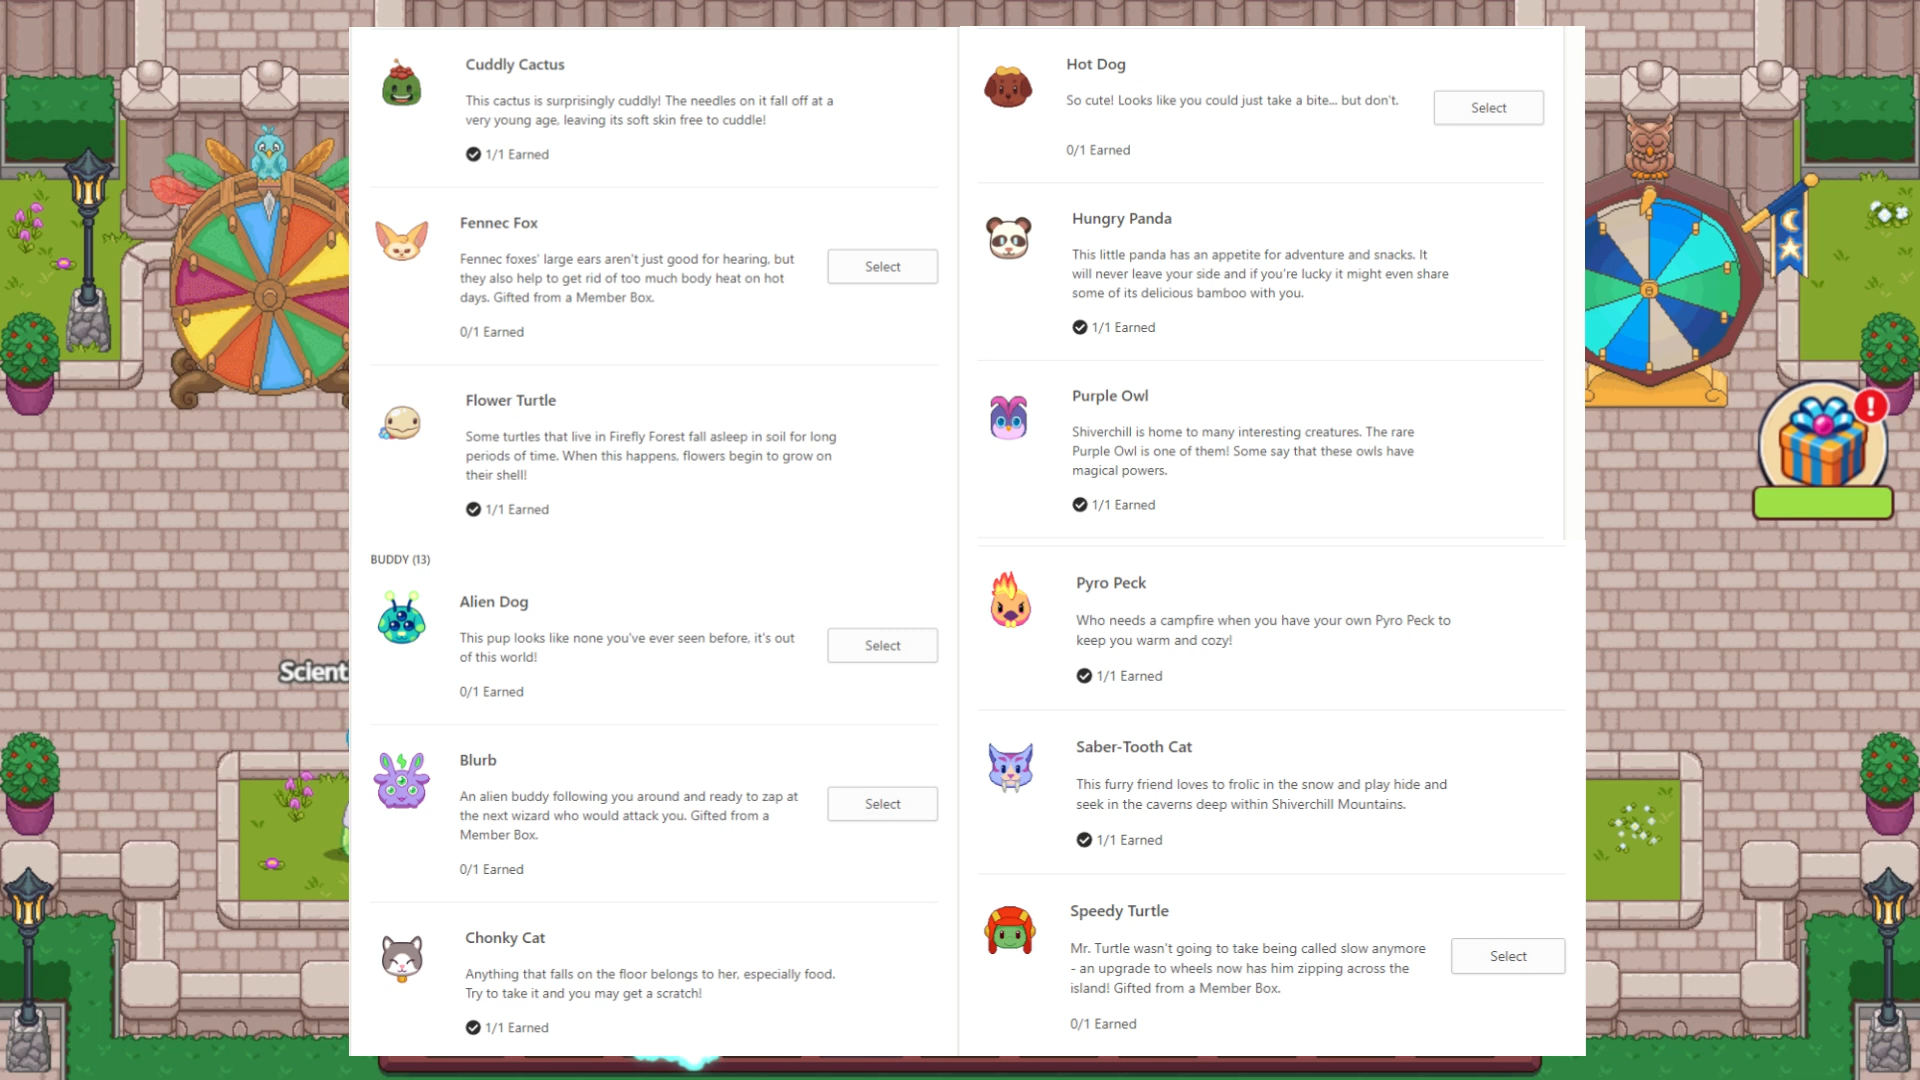 Cuddly Cactus
This cactus is surprisingly cuddly! The needles on it fall off at a
very young age, leaving its soft skin free to cuddle!
1/1 Earned
Fennec Fox
Fennec foxes' large ears aren't just good for hearing, but
they also help to get rid of too much body heat on hot
days. Gifted from a Member Box.
Select
0/1 Earned
Flower Turtle
Some turtles that live in Firefly Forest fall asleep in soil for long
periods of time. When this happens, flowers begin to grow on
their shell!
1/1 Earned
BUDDY (13)
Alien Dog
This pup looks like none you've ever seen before, it's out
of this world!
Select
0/1 Earned
Blurb
An alien buddy following you around and ready to zap at
the next wizard who would attack you. Gifted from a
Member Box.
Select
0/1 Earned
Chonky Cat
Anything that falls on the floor belongs to her, especially food.
Try to take it and you may get a scratch!
1/1 Earned
Hot Dog
So cute! Looks like you could just take a bite... but don't.
Select
0/1 Earned
Hungry Panda
This little panda has an appetite for adventure and snacks. It
will never leave your side and if you're lucky it might even share
some of its delicious bamboo with you.
1/1 Earned
Purple Owl
Shiverchill is home to many interesting creatures. The rare
Purple Owl is one of them! Some say that these owls have
magical powers.
1/1 Earned
Pyro Peck
Who needs a campfire when you have your own Pyro Peck to
keep you warm and cozy!
1/1 Earned
Saber-Tooth Cat
This furry friend loves to frolic in the snow and play hide and
seek in the caverns deep within Shiverchill Mountains.
1/1 Earned
Speedy Turtle
Mr. Turtle wasn't going to take being called slow anymore
- an upgrade to wheels now has him zipping across the
island! Gifted from a Member Box.
Select
0/1 Earned
Scient
!